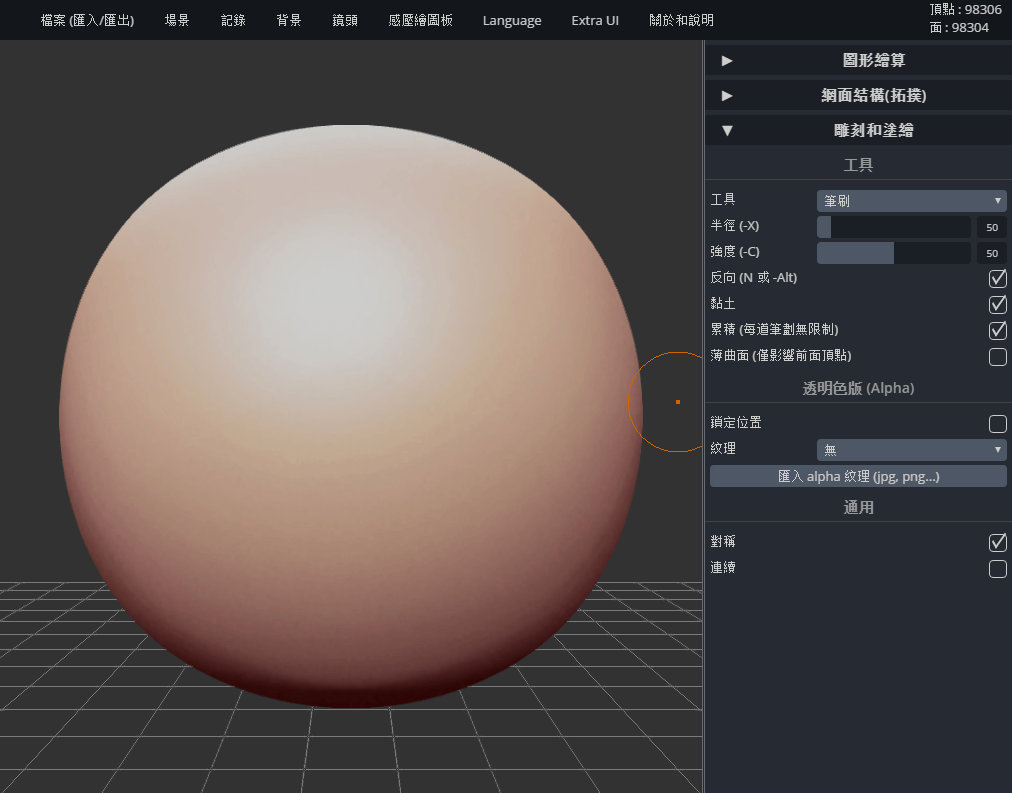 檔案 (匯入/匯出) 場景 記錄 背景 鏡頭 感壓繪圖板 Language Extra UI 關於和說明
頂點 : 98306
面 : 98304
圖形繪算
網面結構(拓撲)
雕刻和塗繪
工具
工具 筆刷
半徑 (-X) 50
強度 (-C) 50
反向 (N 或 -Alt)
黏土
累積 (每道筆劃無限制)
薄曲面 (僅影響前面頂點)
透明色版 (Alpha)
鎖定位置
紋理 無
匯入 alpha 紋理 (jpg, png...)
通用
對稱
連續